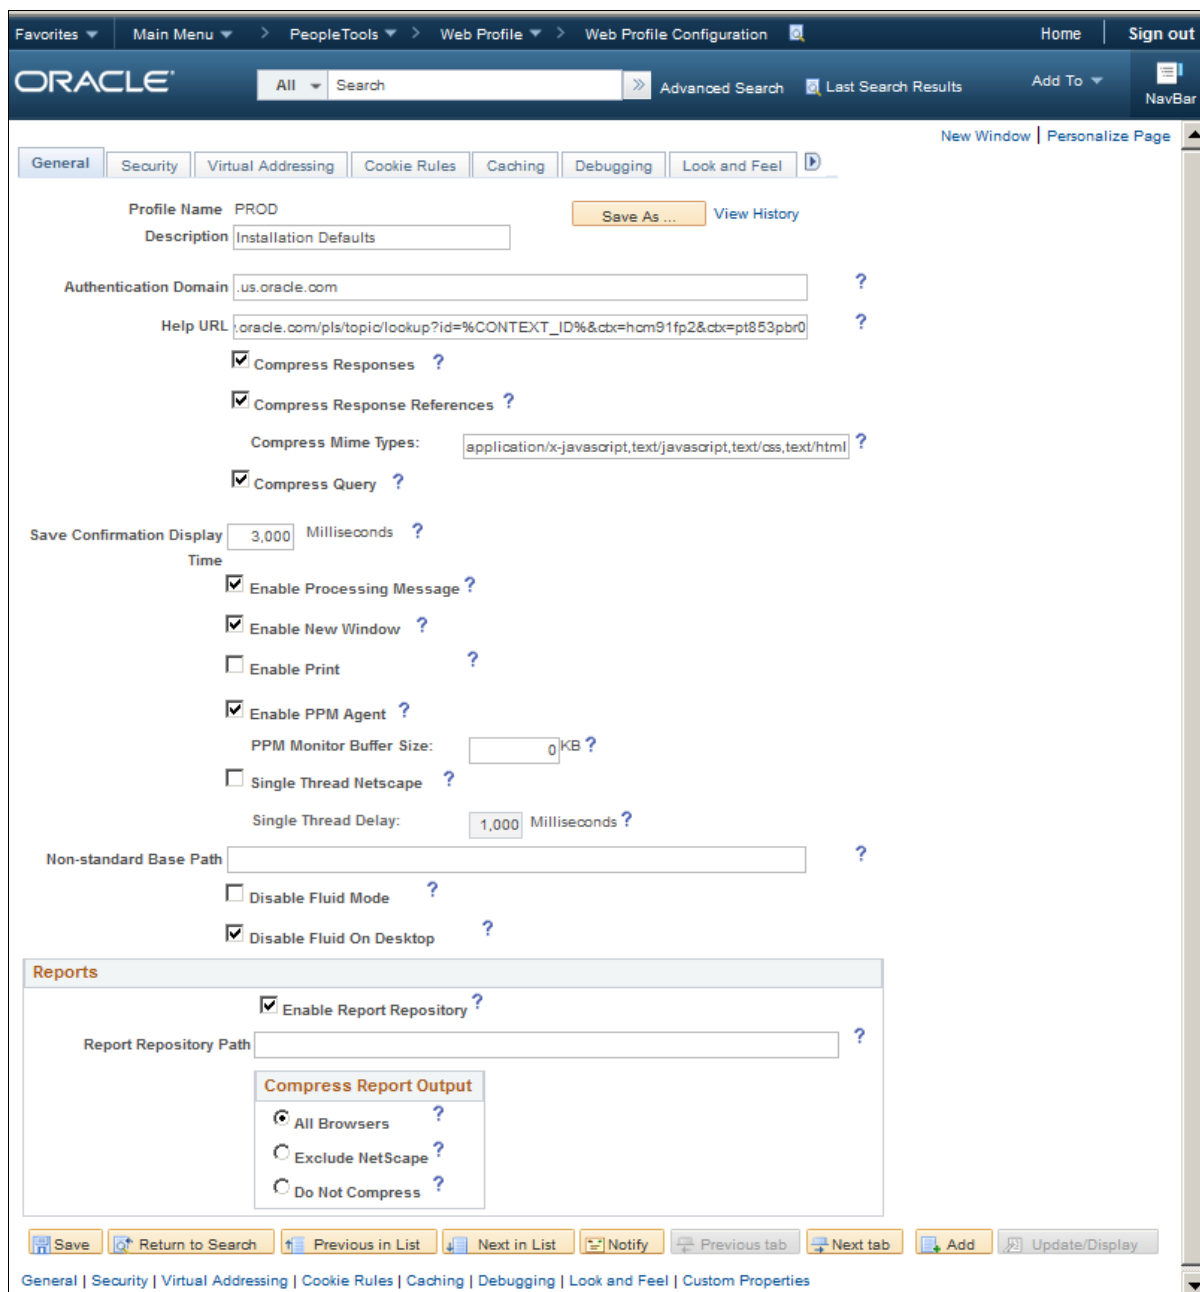 Favorites Main Menu > PeopleTools > Web Profile > Web Profile Configuration Home Sign out
ORACLE All Search Advanced Search Last Search Results Add To NavBar
New Window | Personalize Page
General Security Virtual Addressing Cookie Rules Caching Debugging Look and Feel
Profile Name PROD Save As ... View History
Description Installation Defaults
Authentication Domain .us.oracle.com ?
Help URL .oracle.com/pls/topic/lookup?id=%CONTEXT_ID%&ctx=hcm91fp2&ctx=pt853pbr0 ?
Compress Responses ?
Compress Response References ?
Compress Mime Types: application/x-javascript,text/javascript,text/css,text/html ?
Compress Query ?
Save Confirmation Display 3,000 Milliseconds ?
Time
Enable Processing Message ?
Enable New Window ?
Enable Print ?
Enable PPM Agent ?
PPM Monitor Buffer Size: 0 KB ?
Single Thread Netscape ?
Single Thread Delay: 1,000 Milliseconds ?
Non-standard Base Path ?
Disable Fluid Mode ?
Disable Fluid On Desktop ?
Reports
Enable Report Repository ?
Report Repository Path ?
Compress Report Output
All Browsers ?
Exclude NetScape ?
Do Not Compress ?
Save Return to Search Previous in List Next in List Notify Previous tab Next tab Add Update/Display
General | Security | Virtual Addressing | Cookie Rules | Caching | Debugging | Look and Feel | Custom Properties